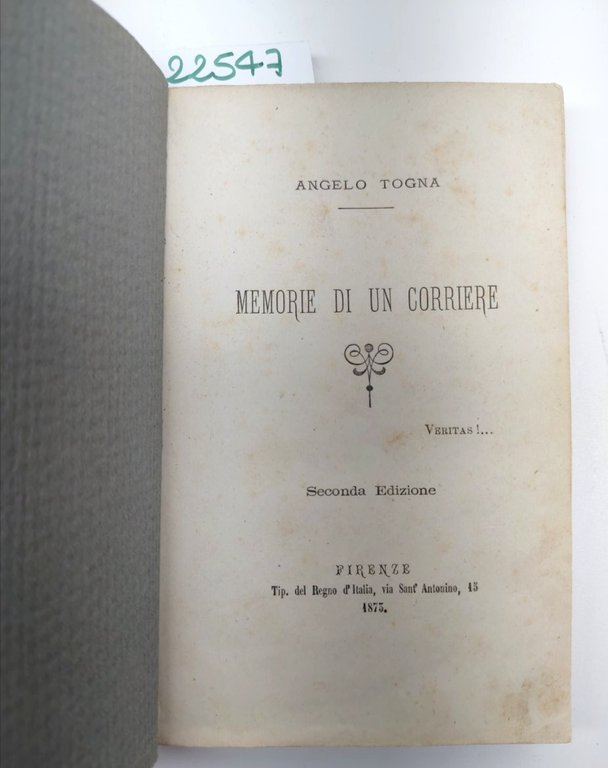 22547
ANGELO TOGNA
MEMORIE DI UN CORRIERE
VERITAS!...
Seconda Edizione
FIRENZE
Tip. del Regno d'Italia, via Sant' Antonino, 15
1875.